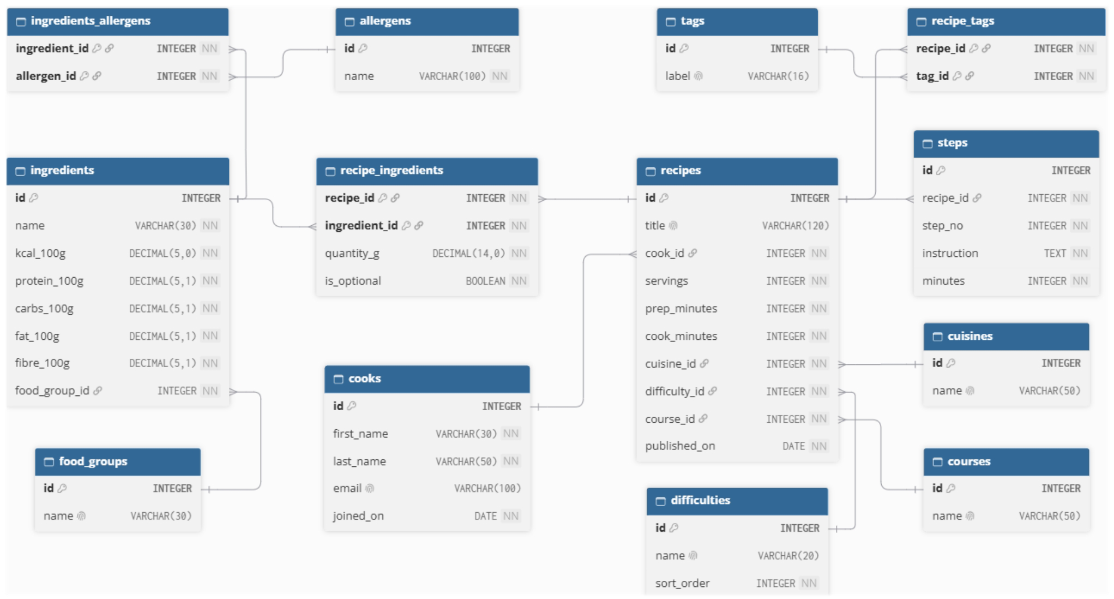 ingredients_allergens
ingredient_id INTEGER NN
allergen_id INTEGER NN
allergens
id INTEGER
name VARCHAR(100) NN
tags
id INTEGER
label VARCHAR(16)
recipe_tags
recipe_id INTEGER NN
tag_id INTEGER NN
ingredients
id INTEGER
name VARCHAR(30) NN
kcal_100g DECIMAL(5,0) NN
protein_100g DECIMAL(5,1) NN
carbs_100g DECIMAL(5,1) NN
fat_100g DECIMAL(5,1) NN
fibre_100g DECIMAL(5,1) NN
food_group_id INTEGER NN
recipe_ingredients
recipe_id INTEGER NN
ingredient_id INTEGER NN
quantity_g DECIMAL(14,0) NN
is_optional BOOLEAN NN
recipes
id INTEGER
title VARCHAR(120)
cook_id INTEGER NN
servings INTEGER NN
prep_minutes INTEGER NN
cook_minutes INTEGER NN
cuisine_id INTEGER NN
difficulty_id INTEGER NN
course_id INTEGER NN
published_on DATE NN
steps
id INTEGER
recipe_id INTEGER NN
step_no INTEGER NN
instruction TEXT NN
minutes INTEGER NN
cuisines
id INTEGER
name VARCHAR(50)
cooks
id INTEGER
first_name VARCHAR(30) NN
last_name VARCHAR(50) NN
email VARCHAR(100)
joined_on DATE NN
food_groups
id INTEGER
name VARCHAR(30)
courses
id INTEGER
name VARCHAR(50)
difficulties
id INTEGER
name VARCHAR(20)
sort_order INTEGER NN